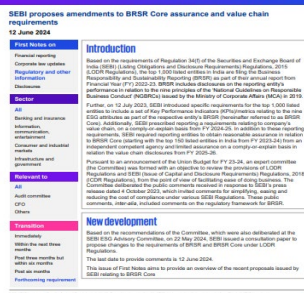 SEBI proposes amendments to BRSR Core assurance and value chain
requirements
12 June 2024
First Notes on
Financial reporting
Corporate law updates
Regulatory and other
information
Disclosures
Sector
All
Banking and insurance
Information,
communication,
entertainment
Consumer and industrial
markets
Infrastructure and
government
Relevant to
All
Audit committee
CFO
Others
Transition
Immediately
Within the next three
months
Post three months but
within six months
Post six months
Forthcoming requirement
Introduction
Based on the requirements of Regulation 34(f) of the Securities and Exchange Board of
India (SEBI) (Listing Obligations and Disclosure Requirements) Regulations, 2015
(LODR Regulations), the top 1,000 listed entities in India are filing the Business
Responsibility and Sustainability Reporting (BRSR) as part of their annual report from
Financial Year (FY) 2022-23. BRSR includes disclosures on the reporting entity's
performance in relation to the nine principles of the 'National Guidelines on Responsible
Business Conduct' (NGBRCs) issued by the Ministry of Corporate Affairs (MCA) in 2019.
Further, on 12 July 2023, SEBI introduced specific requirements for the top 1,000 listed
entities to include a set of Key Performance Indicators (KPIs)/metrics relating to the nine
ESG attributes as part of the respective entity's BRSR (hereinafter referred to as BRSR
Core). Additionally, SEBI prescribed a reporting requirements relating to company's
value chain, on a comply-or-explain basis from FY 2024-25. In addition to these reporting
requirements, SEBI required reporting entities to obtain reasonable assurance in relation
to BRSR Core (starting with the top 150 listed entities in India from FY 2023-24) from an
independent competent agency and limited assurance on a comply-or-explain basis in
relation the value chain disclosures from FY 2025-26.
Pursuant to an announcement of the Union Budget for FY 23-24, an expert committee
(the Committee) was formed with an objective to review the provisions of LODR
Regulations and SEBI (Issue of Capital and Disclosure Requirements) Regulations, 2018
(ICDR Regulations), from the point of view of facilitating ease of doing business. The
Committee deliberated the public comments received in response to SEBI's press
release dated 4 October 2023, which invited comments for simplifying, easing and
reducing the cost of compliance under various SEBI Regulations. These public
comments, inter-alia, included comments on the regulatory framework for BRSR.
New development
Based on the recommendations of the Committee, which were also deliberated at the
SEBI ESG Advisory Committee, on 22 May 2024, SEBI issued a consultation paper to
propose changes to the requirements of BRSR and BRSR Core under LODR
Regulations.
The last date to provide comments is 12 June 2024.
This issue of First Notes aims to provide an overview of the recent proposals issued by
SEBI relating to BRSR Core